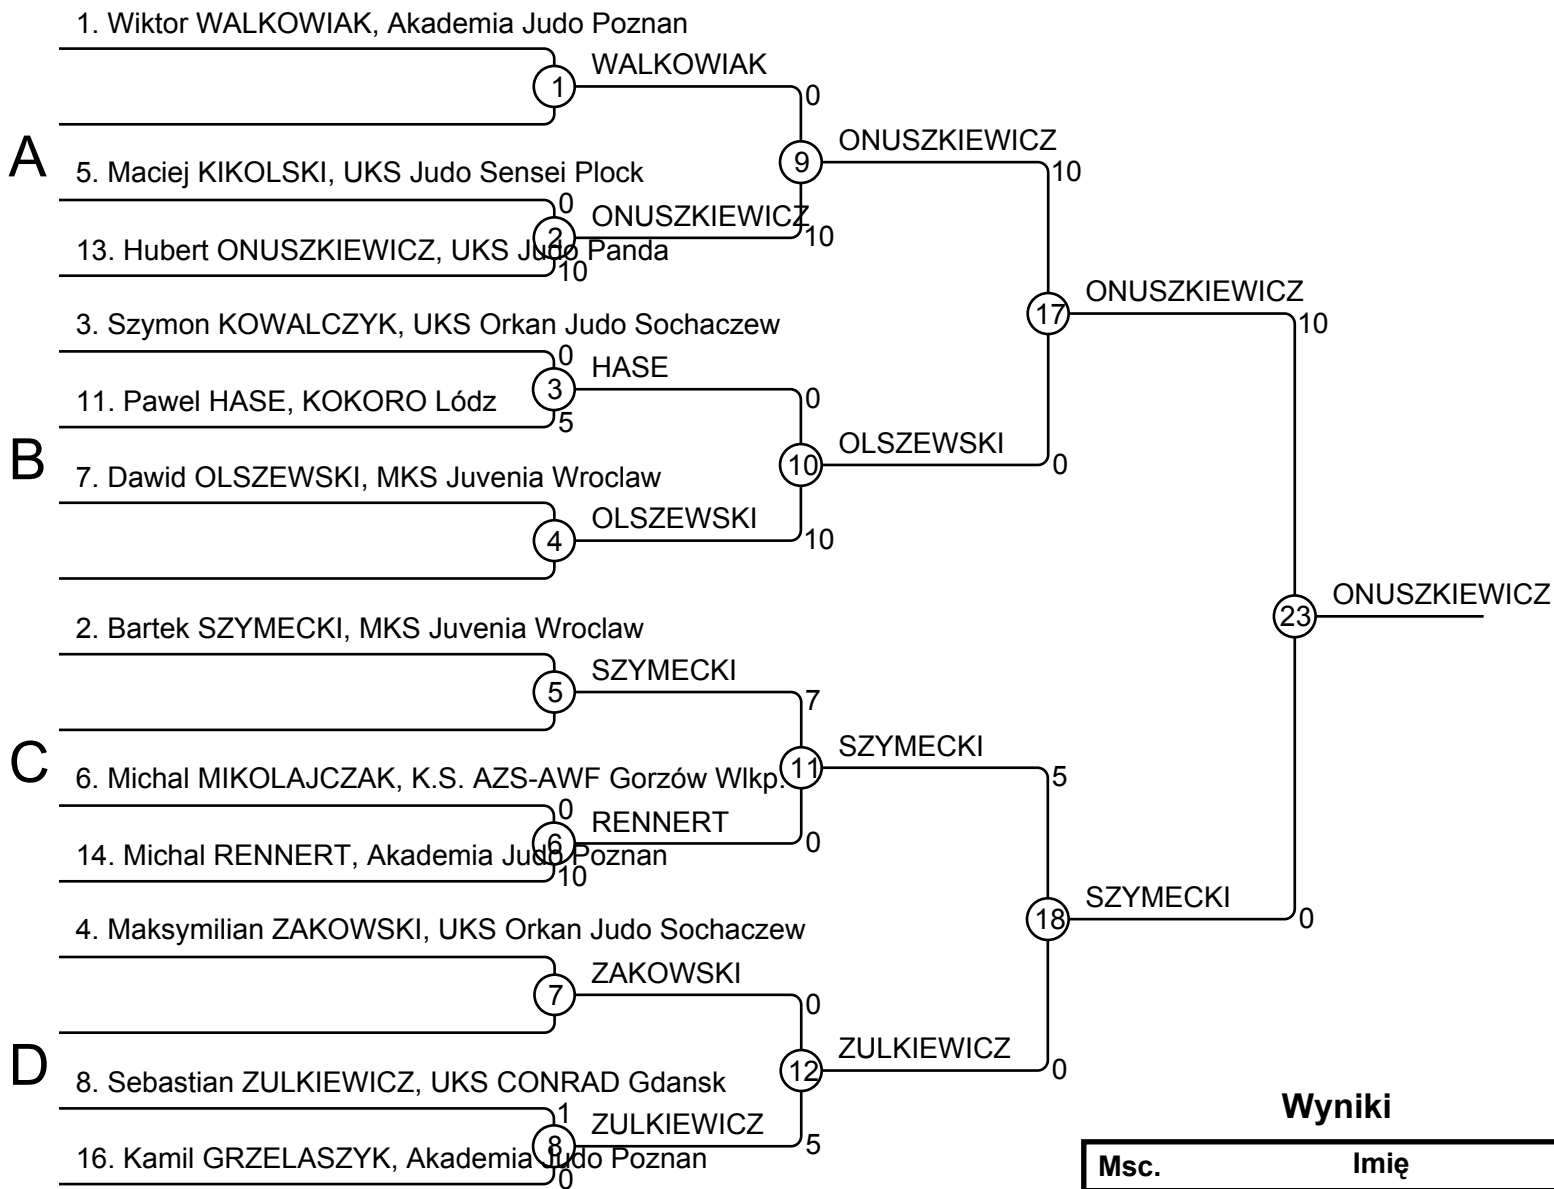 1. Wiktor WALKOWIAK, Akademia Judo Poznan
WALKOWIAK
1
0
A
ONUSZKIEWICZ
9
10
5. Maciej KIKOLSKI, UKS Judo Sensei Plock
0
ONUSZKIEWICZ
2
10
13. Hubert ONUSZKIEWICZ, UKS Judo Panda
10
ONUSZKIEWICZ
17
10
3. Szymon KOWALCZYK, UKS Orkan Judo Sochaczew
0
HASE
3
0
11. Pawel HASE, KOKORO Lódz
5
B
OLSZEWSKI
10
0
7. Dawid OLSZEWSKI, MKS Juvenia Wroclaw
OLSZEWSKI
4
10
ONUSZKIEWICZ
23
2. Bartek SZYMECKI, MKS Juvenia Wroclaw
SZYMECKI
5
7
C
SZYMECKI
11
5
6. Michal MIKOLAJCZAK, K.S. AZS-AWF Gorzów Wlkp.
0
RENNERT
6
0
14. Michal RENNERT, Akademia Judo Poznan
10
SZYMECKI
18
0
4. Maksymilian ZAKOWSKI, UKS Orkan Judo Sochaczew
ZAKOWSKI
7
0
D
ZULKIEWICZ
12
0
8. Sebastian ZULKIEWICZ, UKS CONRAD Gdansk
1
ZULKIEWICZ
8
5
16. Kamil GRZELASZYK, Akademia Judo Poznan
0
Wyniki
Msc. Imię